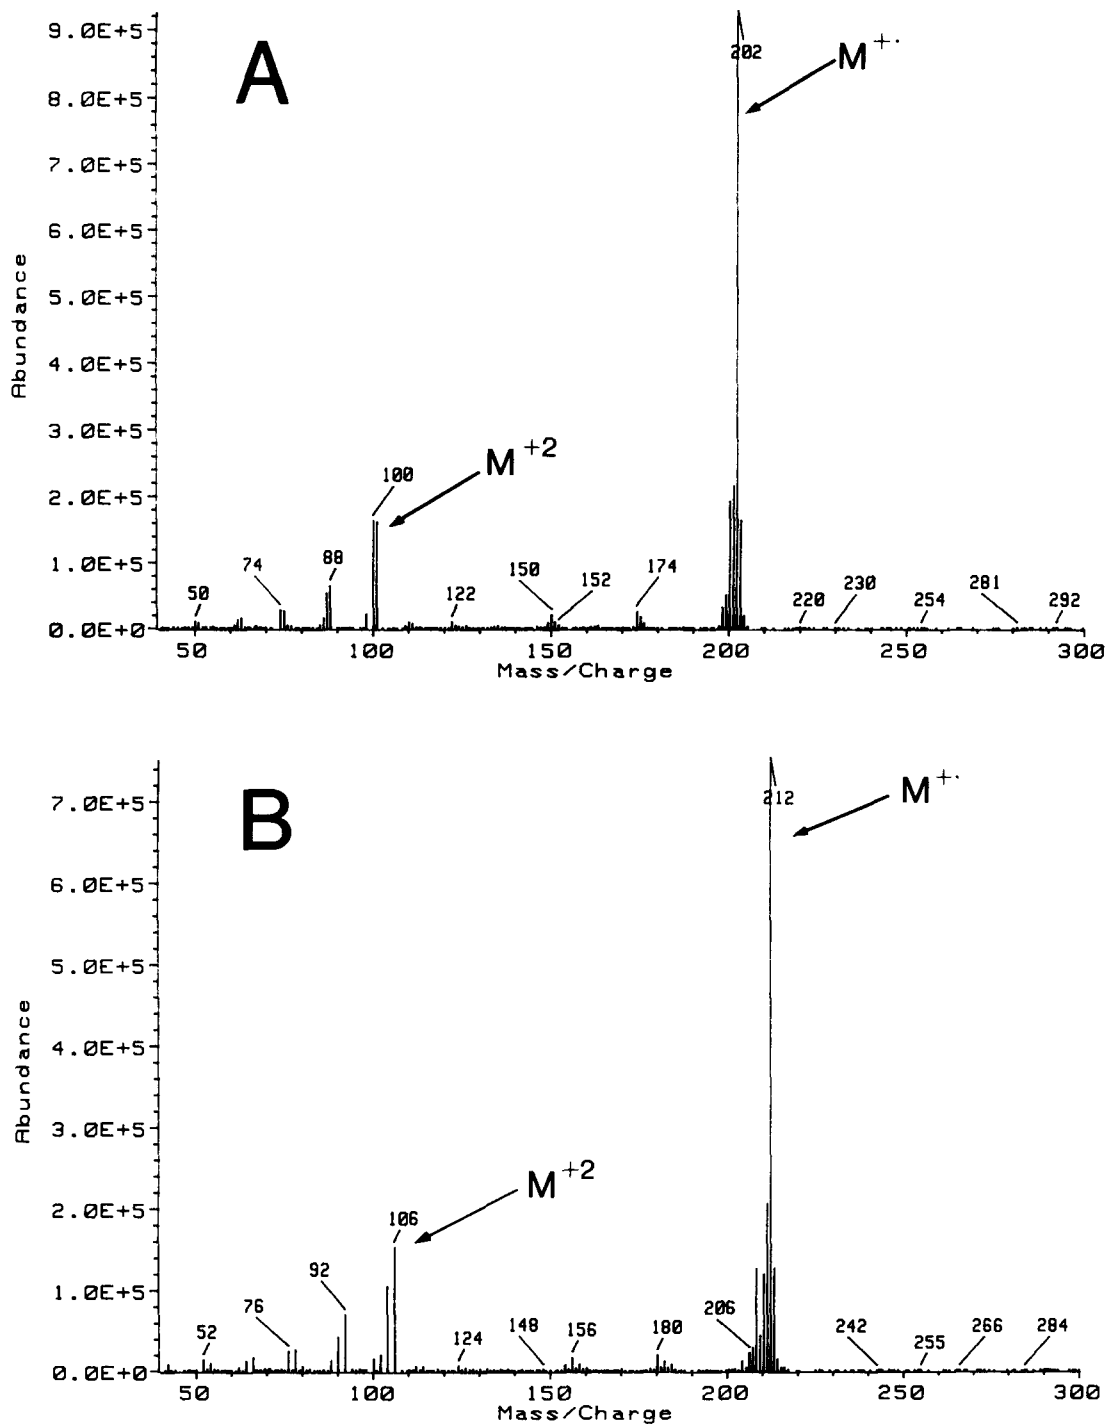 A
9.0E+5
8.0E+5
7.0E+5
6.0E+5
5.0E+5
4.0E+5
3.0E+5
2.0E+5
1.0E+5
0.0E+0
Abundance
202
M+·
M+2
100
88
74
50
122
150
152
174
220
230
254
281
292
50 100 150 200 250 300
Mass/Charge
B
7.0E+5
6.0E+5
5.0E+5
4.0E+5
3.0E+5
2.0E+5
1.0E+5
0.0E+0
Abundance
212
M+·
M+2
106
92
76
52
124
148
156
180
206
242
255
266
284
50 100 150 200 250 300
Mass/Charge